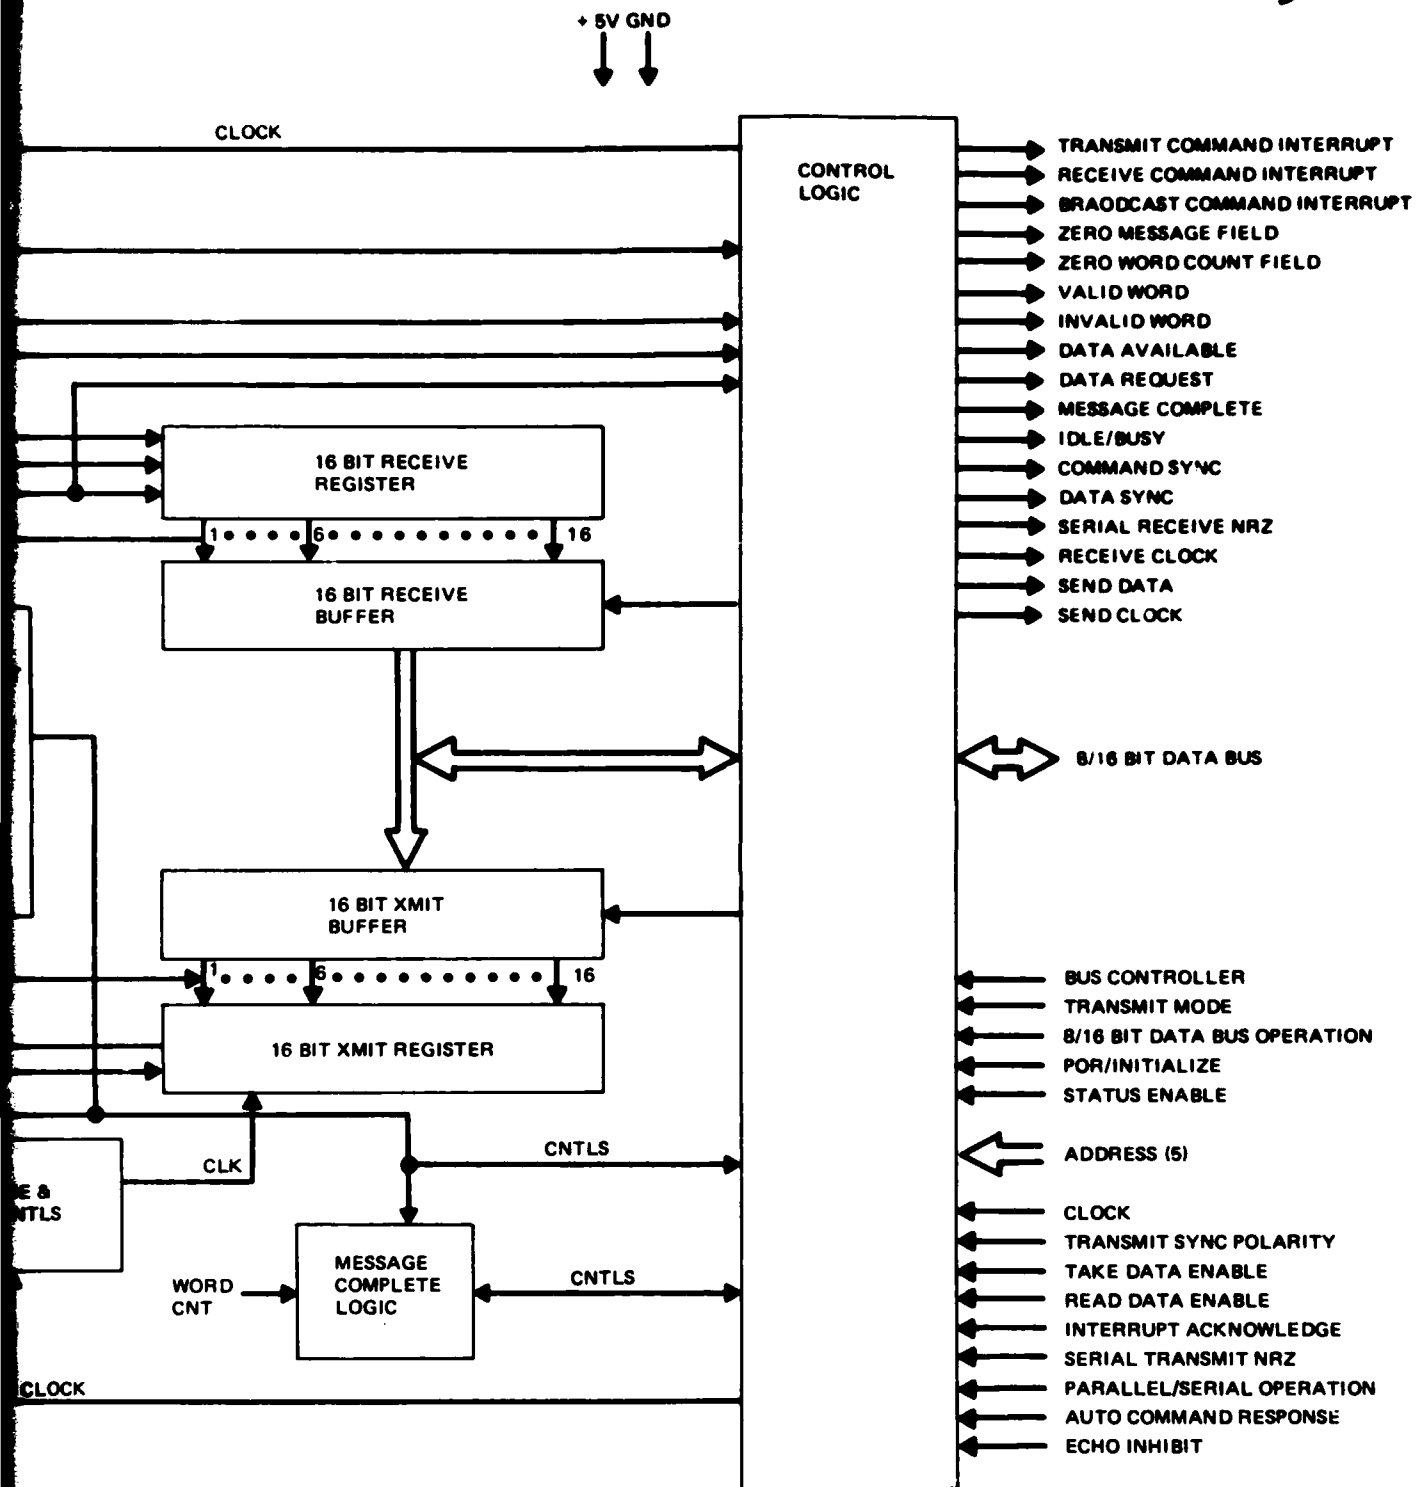 + 5V GND
CLOCK
CONTROL
LOGIC
TRANSMIT COMMAND INTERRUPT
RECEIVE COMMAND INTERRUPT
BRAODCAST COMMAND INTERRUPT
ZERO MESSAGE FIELD
ZERO WORD COUNT FIELD
VALID WORD
INVALID WORD
DATA AVAILABLE
DATA REQUEST
MESSAGE COMPLETE
IDLE/BUSY
COMMAND SYNC
DATA SYNC
SERIAL RECEIVE NRZ
RECEIVE CLOCK
SEND DATA
SEND CLOCK
16 BIT RECEIVE
REGISTER
1 6 16
16 BIT RECEIVE
BUFFER
8/16 BIT DATA BUS
16 BIT XMIT
BUFFER
1 6 16
16 BIT XMIT REGISTER
BUS CONTROLLER
TRANSMIT MODE
8/16 BIT DATA BUS OPERATION
POR/INITIALIZE
STATUS ENABLE
ADDRESS (5)
CLK
CNTLS
E &
NTLS
MESSAGE
COMPLETE
LOGIC
WORD
CNT
CNTLS
CLOCK
CLOCK
TRANSMIT SYNC POLARITY
TAKE DATA ENABLE
READ DATA ENABLE
INTERRUPT ACKNOWLEDGE
SERIAL TRANSMIT NRZ
PARALLEL/SERIAL OPERATION
AUTO COMMAND RESPONSE
ECHO INHIBIT